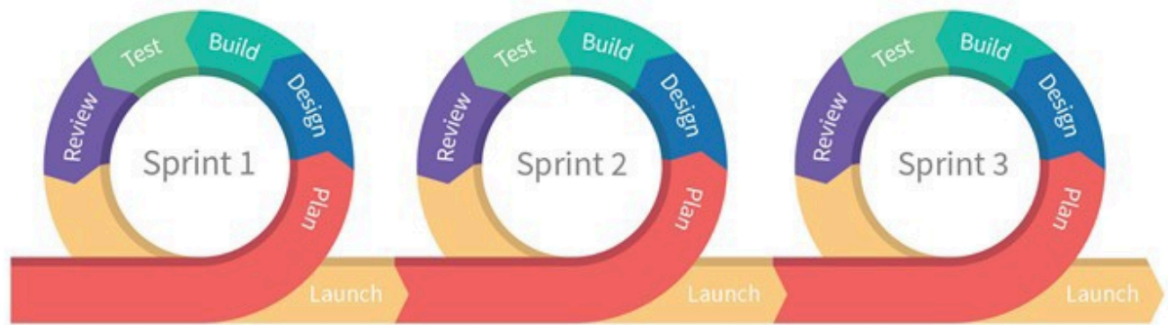 Sprint 1
Plan
Design
Build
Test
Review
Launch
Sprint 2
Plan
Design
Build
Test
Review
Launch
Sprint 3
Plan
Design
Build
Test
Review
Launch